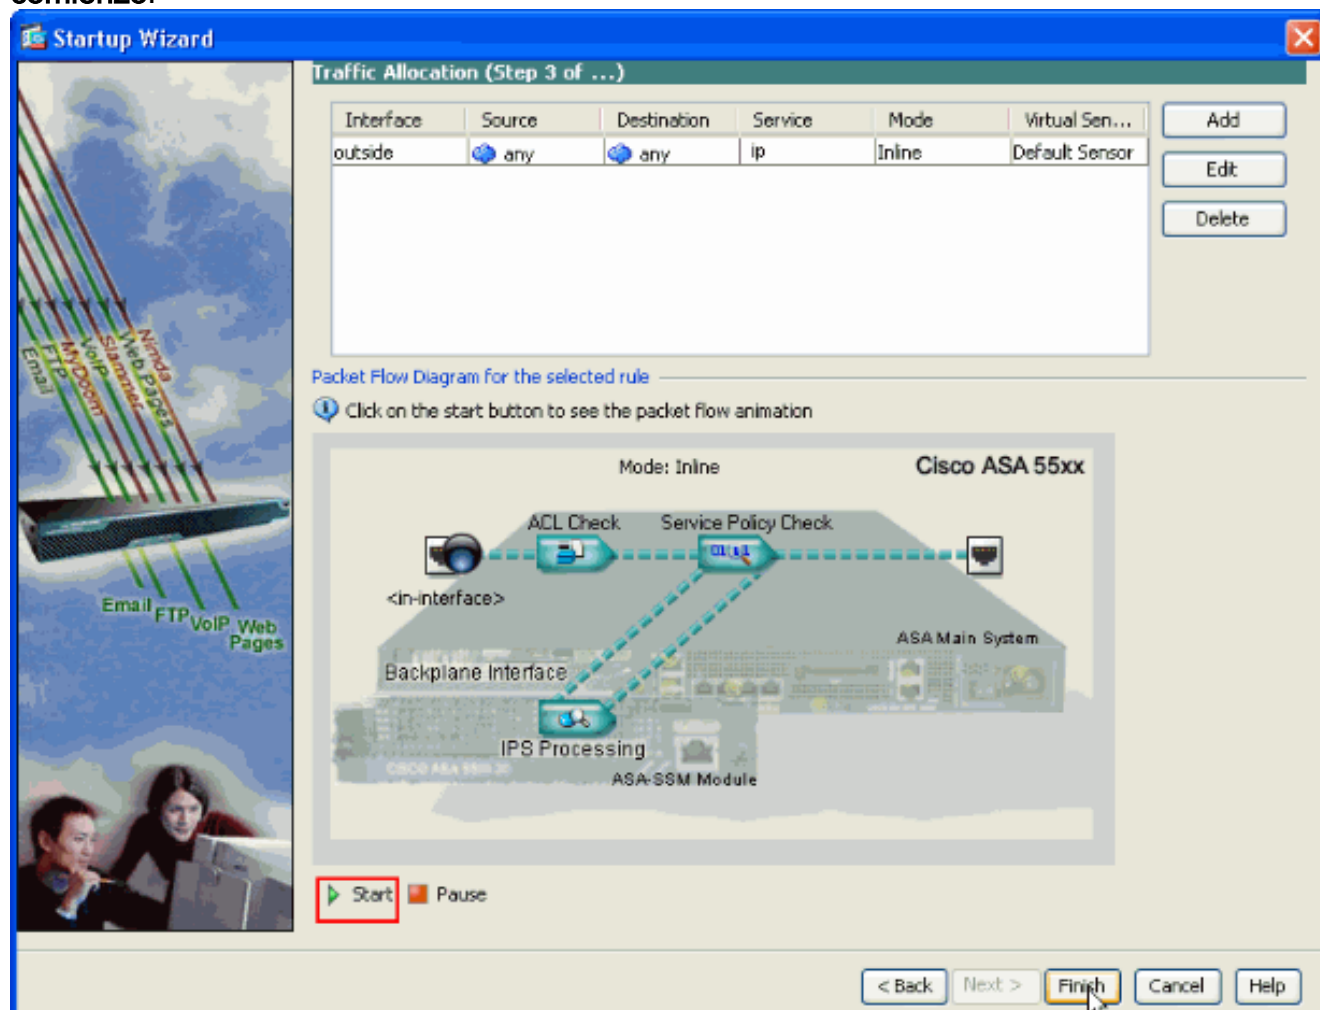 comienzo.
Startup Wizard
Traffic Allocation (Step 3 of ...)
Interface Source Destination Service Mode Virtual Sen...
outside any any ip Inline Default Sensor
Add
Edit
Delete
Packet Flow Diagram for the selected rule
Click on the start button to see the packet flow animation
Mode: Inline
Cisco ASA 55xx
ACL Check
Service Policy Check
<in-interface>
ASA Main System
Backplane Interface
IPS Processing
ASA-SSM Module
Email
FTP
MyDoom
VoIP
Slammer
Web Pages
Nimda
Email
FTP
VoIP
Web
Pages
Start
Pause
< Back
Next >
Finish
Cancel
Help